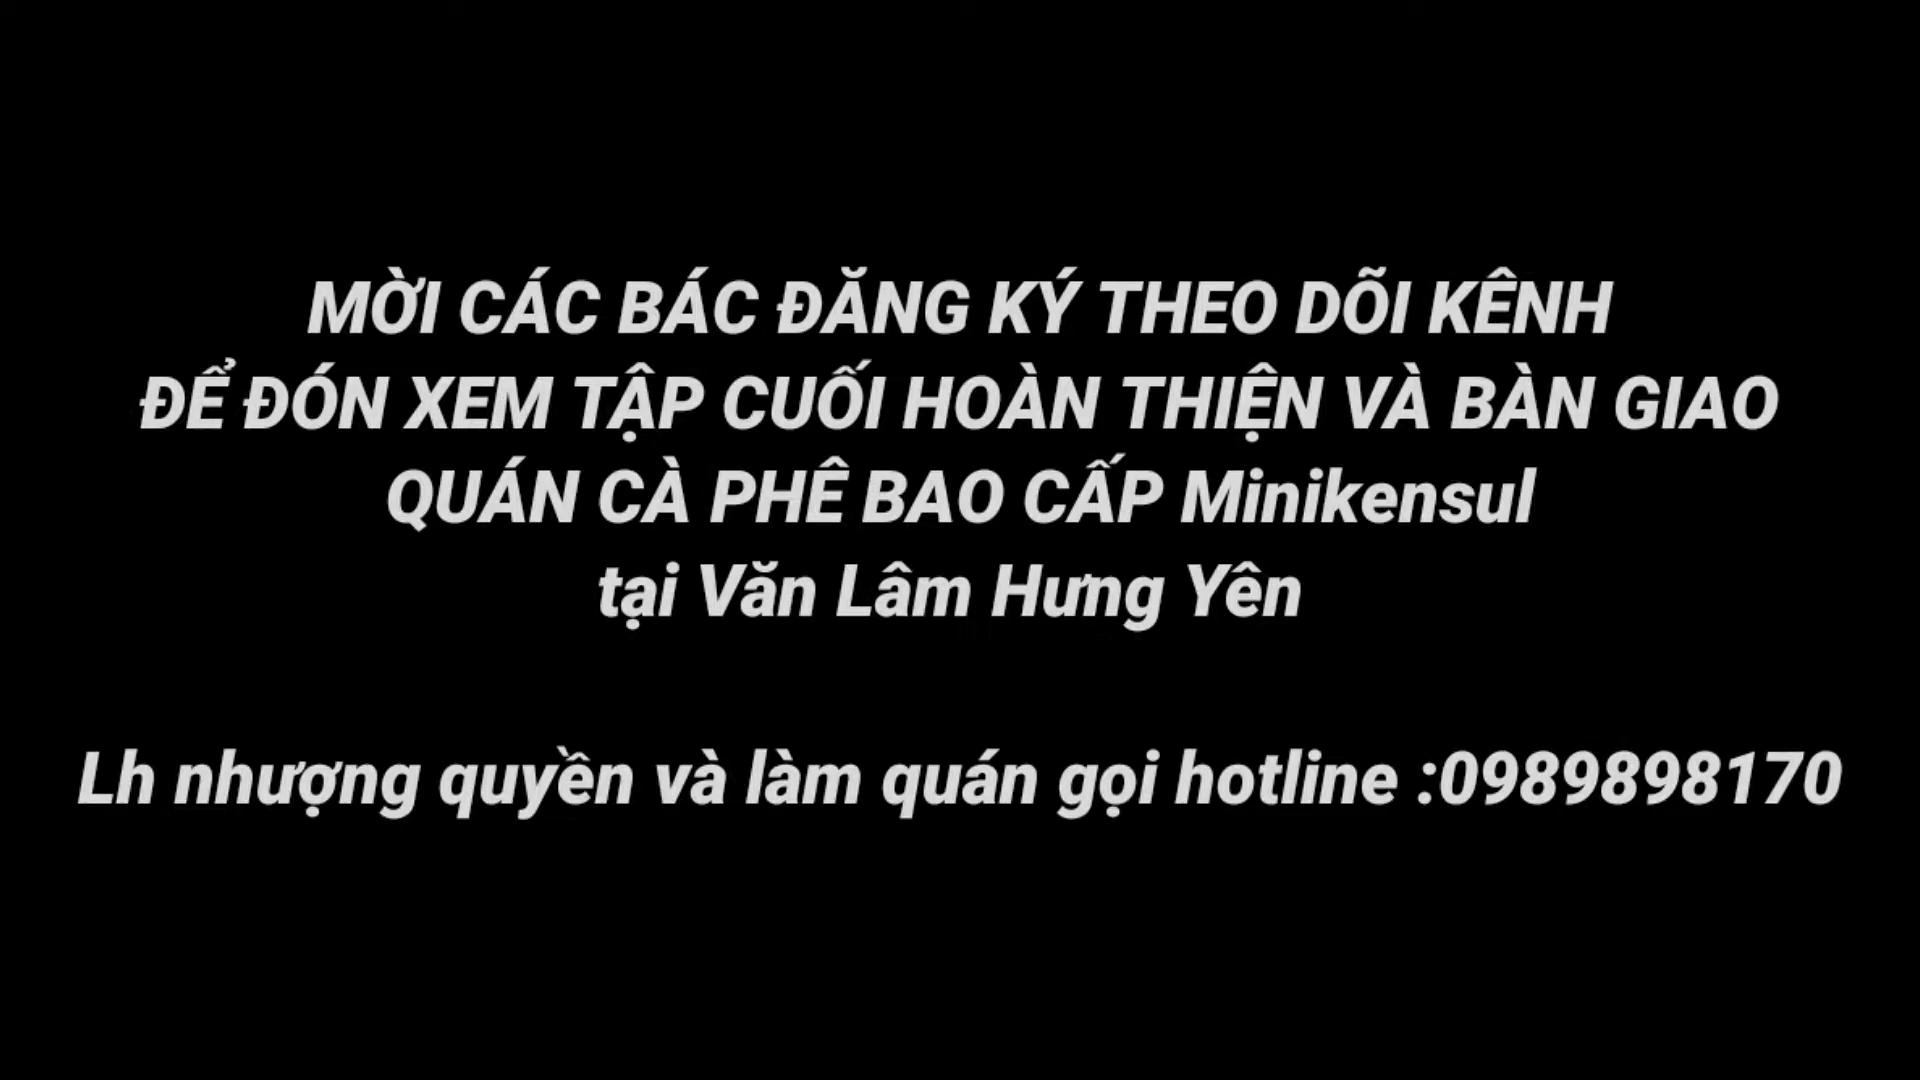 MỜI CÁC BÁC ĐĂNG KÝ THEO DÕI KÊNH
ĐỂ ĐÓN XEM TẬP CUỐI HOÀN THIỆN VÀ BÀN GIAO
QUÁN CÀ PHÊ BAO CẤP Minikensul
tại Văn Lâm Hưng Yên
Lh nhượng quyền và làm quán gọi hotline :0989898170